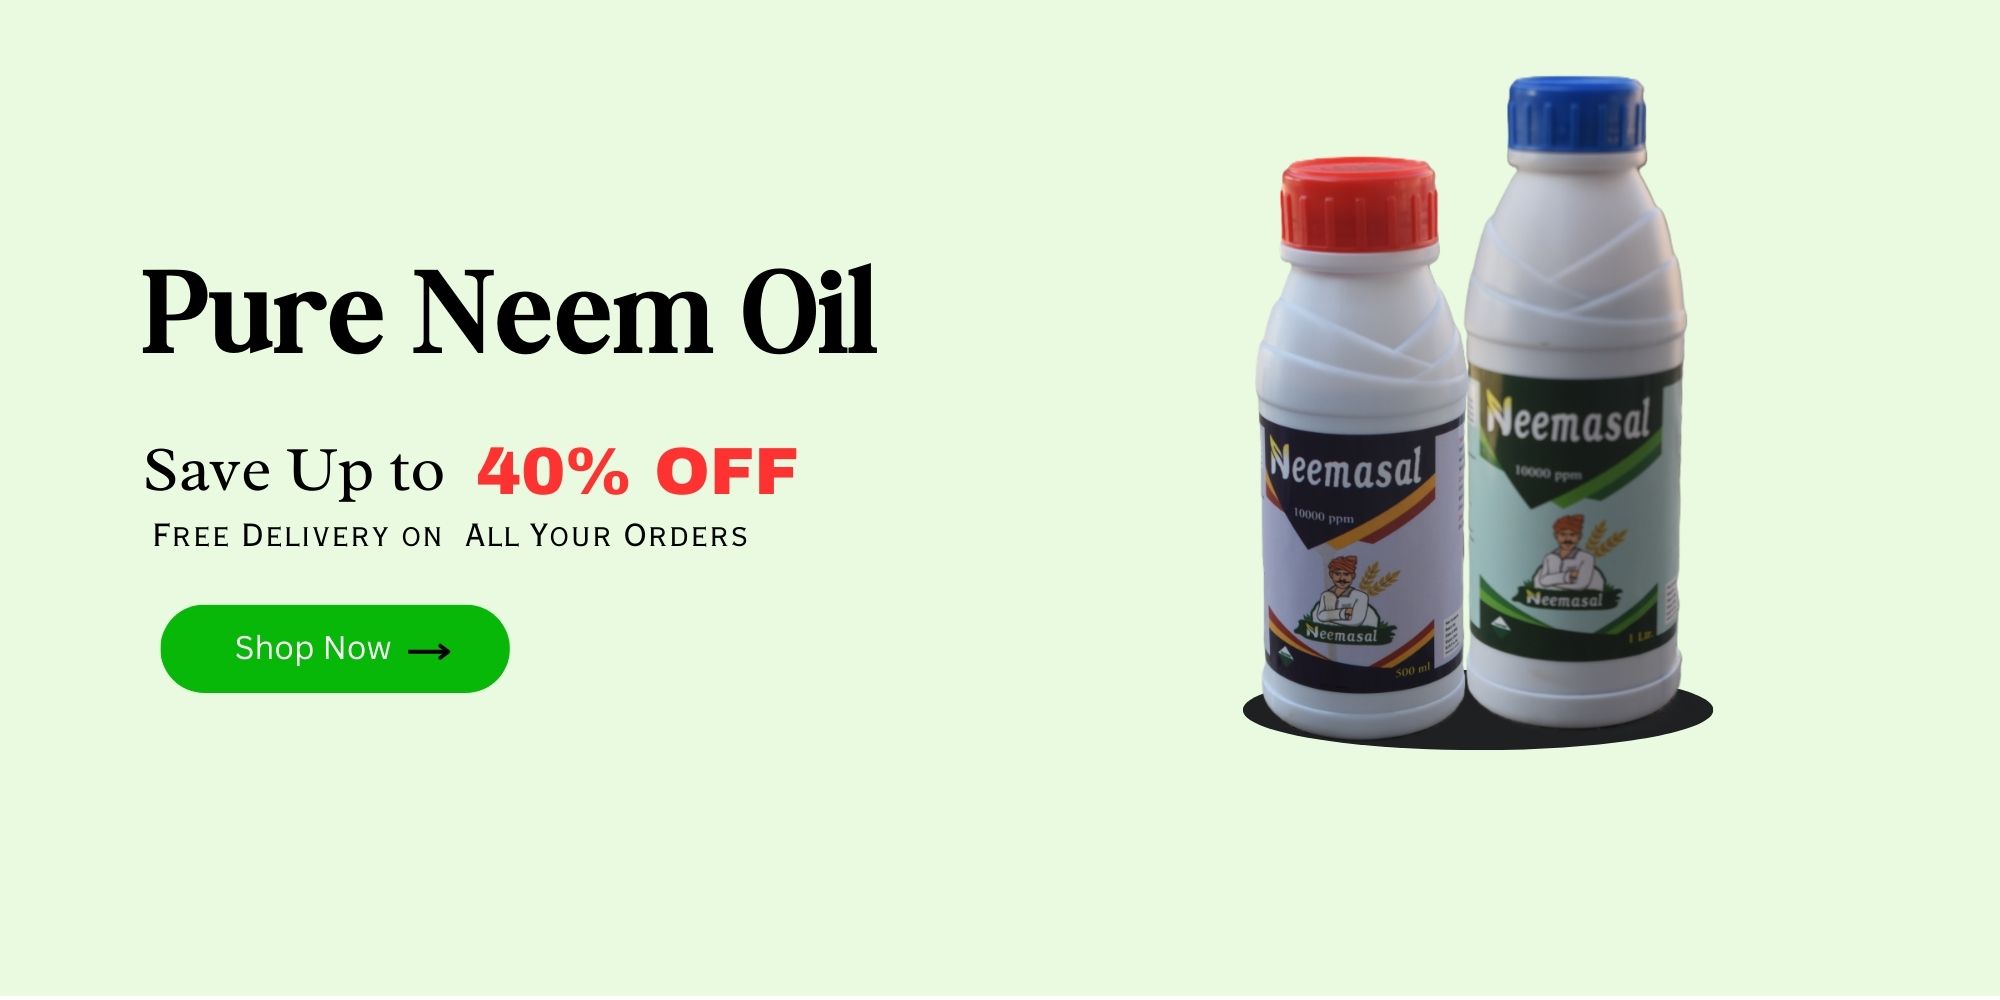 Pure Neem Oil
Save Up to 40% OFF
Free Delivery on All Your Orders
Shop Now →
Neemasal
10000 ppm
Neemasal
500 ml
Neemasal
10000 ppm
Neemasal
1 Ltr.